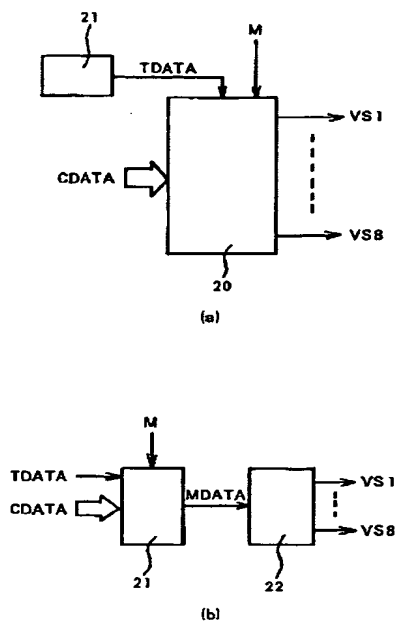 21
M
TDATA
VS1
CDATA
VS8
20
(a)
M
TDATA
CDATA
MDATA
VS1
VS8
21
22
(b)